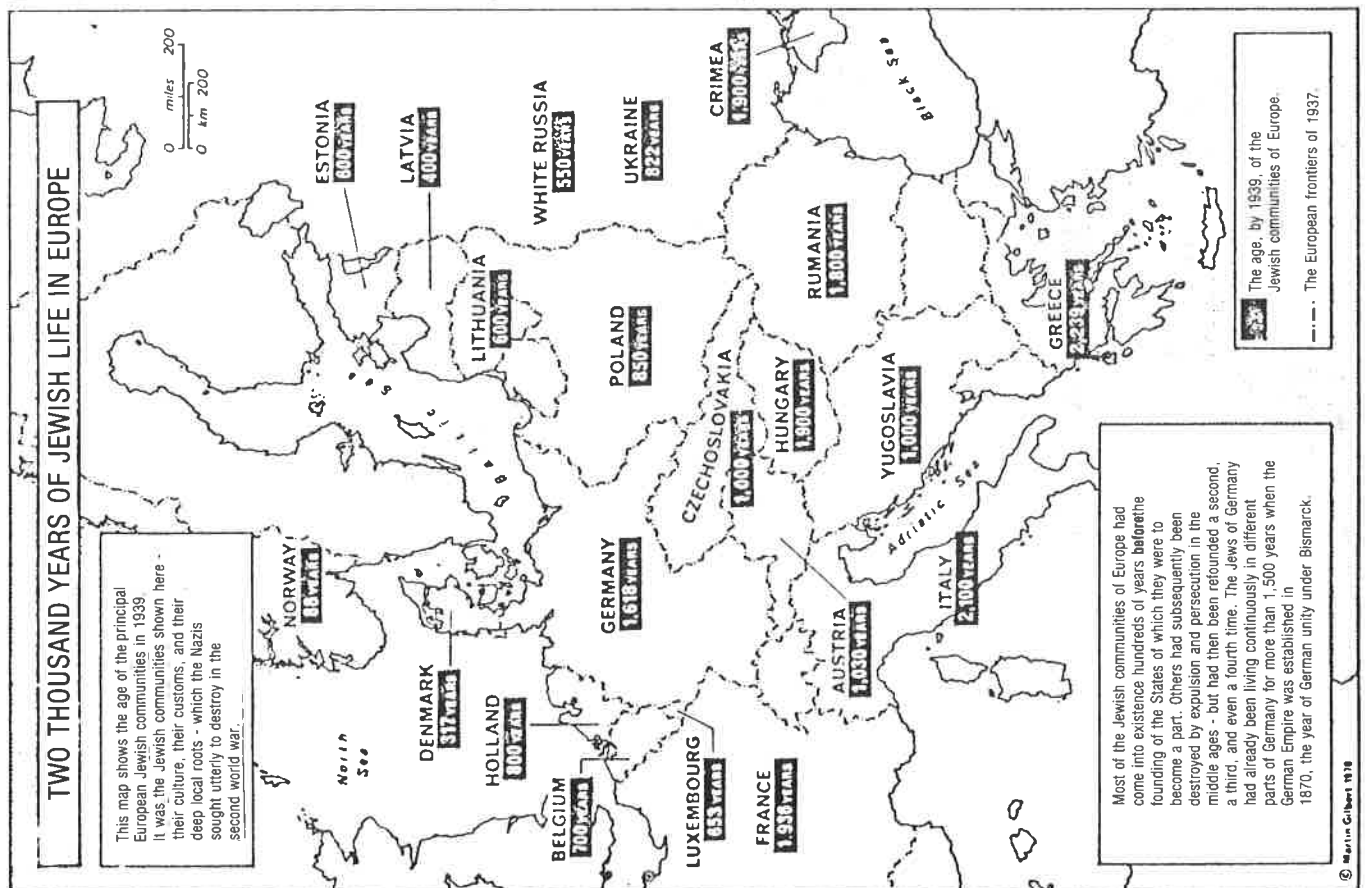 TWO THOUSAND YEARS OF JEWISH LIFE IN EUROPE
This map shows the age of the principal
European Jewish communities in 1939.
It was the Jewish communities shown here -
their culture, their customs, and their
deep local roots - which the Nazis
sought utterly to destroy in the
second world war.
0 miles 200
0 km 200
NORWAY
88 YEARS
ESTONIA
600 YEARS
LATVIA
400 YEARS
LITHUANIA
600 YEARS
WHITE RUSSIA
550 YEARS
UKRAINE
822 YEARS
CRIMEA
1,900 YEARS
North
Sea
Baltic
Sea
DENMARK
317 YEARS
HOLLAND
800 YEARS
BELGIUM
700 YEARS
LUXEMBOURG
653 YEARS
GERMANY
1,618 YEARS
POLAND
850 YEARS
CZECHOSLOVAKIA
1,000 YEARS
FRANCE
1,930 YEARS
AUSTRIA
1,030 YEARS
HUNGARY
1,900 YEARS
RUMANIA
1,800 YEARS
Black Sea
YUGOSLAVIA
1,000 YEARS
Adriatic Sea
ITALY
2,100 YEARS
GREECE
2,239 YEARS
Most of the Jewish communities of Europe had
come into existence hundreds of years before the
founding of the States of which they were to
become a part. Others had subsequently been
destroyed by expulsion and persecution in the
middle ages - but had then been refounded a second,
a third, and even a fourth time. The Jews of Germany
had already been living continuously in different
parts of Germany for more than 1,500 years when the
German Empire was established in
1870, the year of German unity under Bismarck.
The age, by 1939, of the
Jewish communities of Europe.
The European frontiers of 1937.
© Martin Gilbert 1978